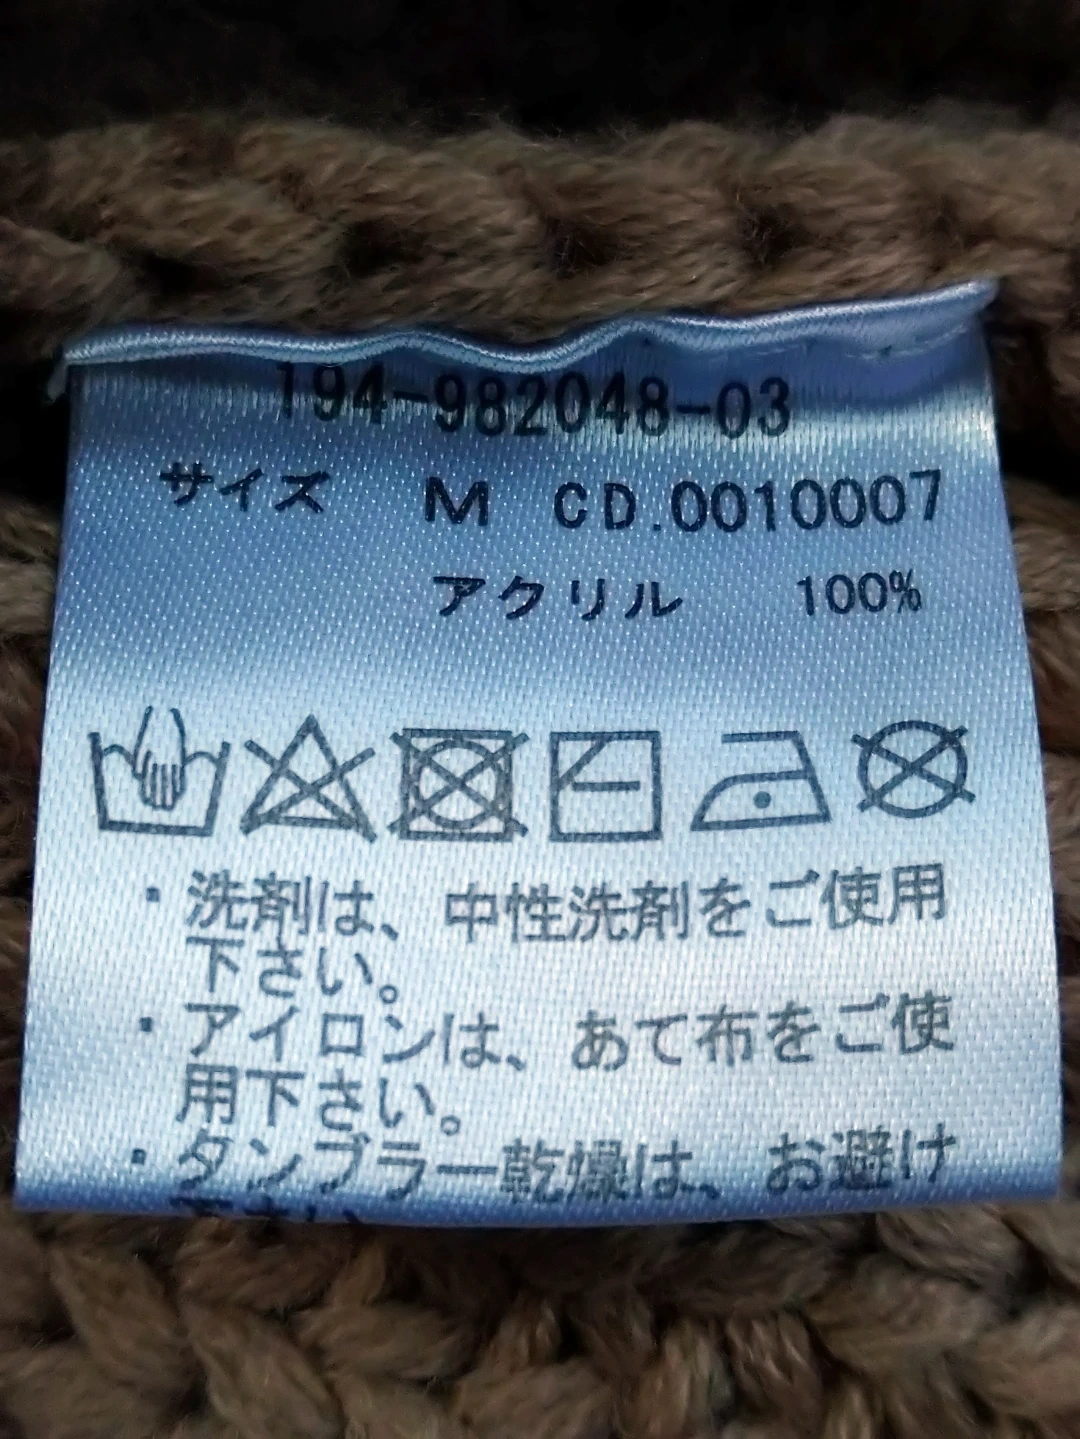 194-982048-03
サイズ M CD.0010007
アクリル 100%
・洗剤は、中性洗剤をご使用
下さい。
・アイロンは、あて布をご使
用下さい。
・タンブラー乾燥は、お避け